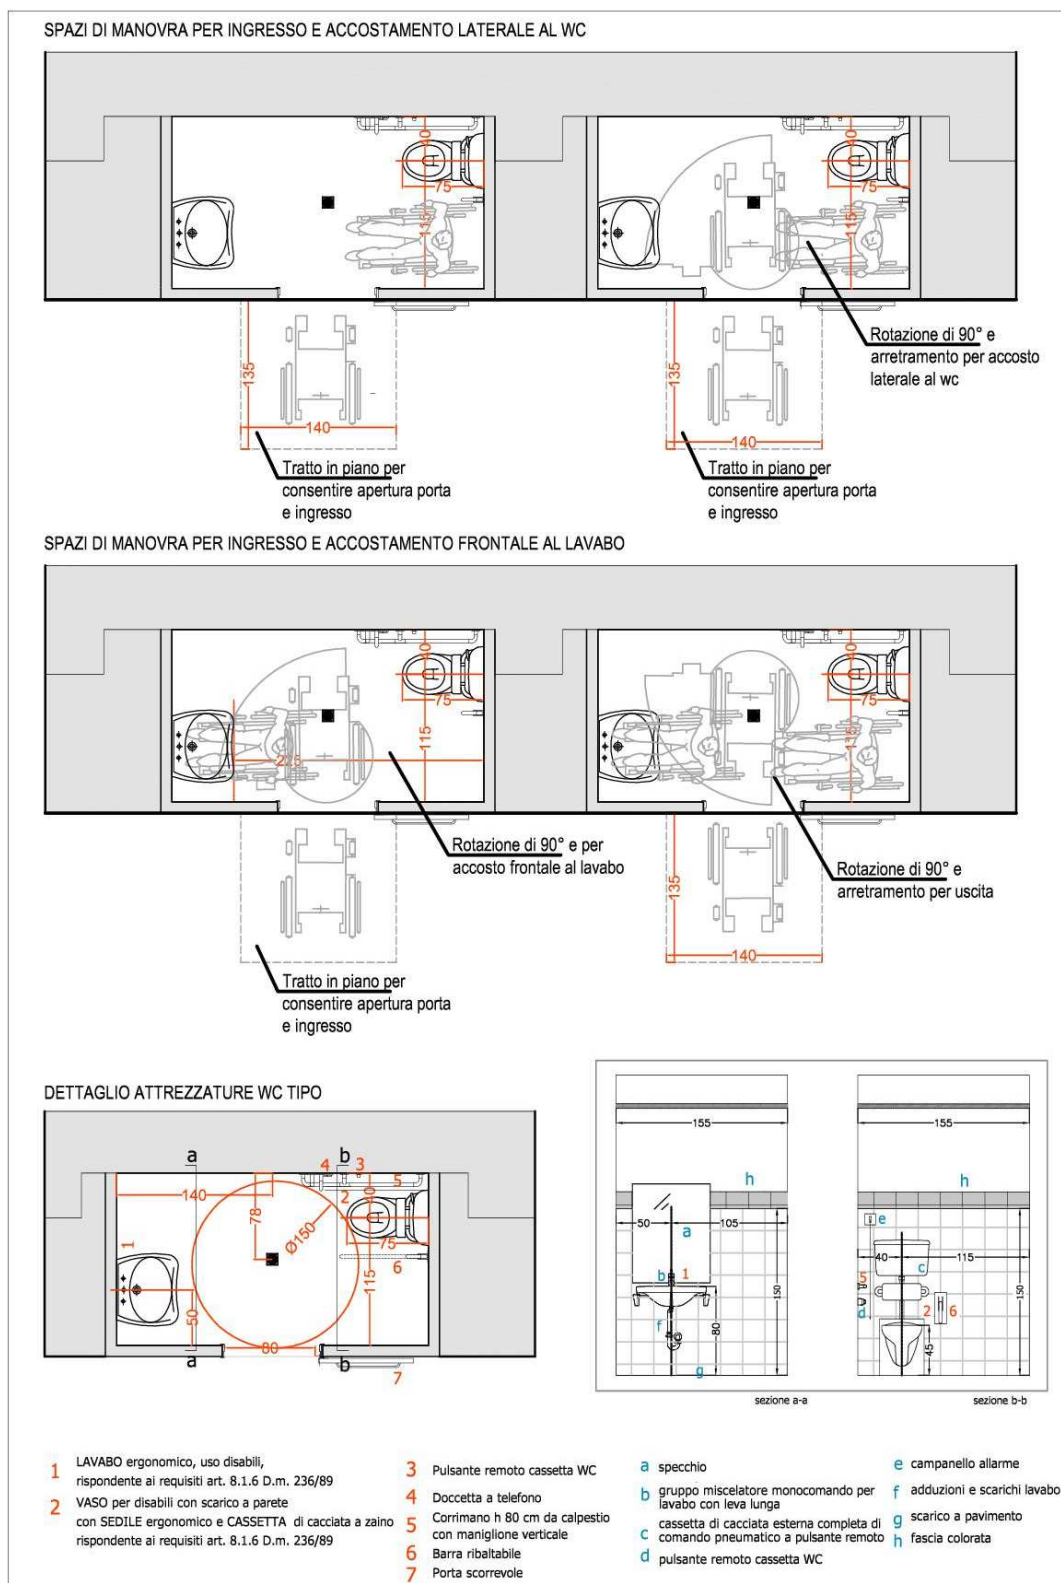 SPAZI DI MANOVRA PER INGRESSO E ACCOSTAMENTO LATERALE AL WC
40
75
115
135
140
Tratto in piano per
consentire apertura porta
e ingresso
40
75
115
135
140
Rotazione di 90° e
arretramento per accosto
laterale al wc
Tratto in piano per
consentire apertura porta
e ingresso
SPAZI DI MANOVRA PER INGRESSO E ACCOSTAMENTO FRONTALE AL LAVABO
40
75
115
225
Rotazione di 90° e per
accosto frontale al lavabo
Tratto in piano per
consentire apertura porta
e ingresso
40
75
115
135
140
Rotazione di 90° e
arretramento per uscita
DETTAGLIO ATTREZZATURE WC TIPO
a
b
4
3
5
140
78
2
40
Ø150
75
1
6
115
50
80
a
b
7
155
h
50
105
a
b
1
150
f
80
g
sezione a-a
155
h
e
40
115
c
5
d
2
6
150
45
sezione b-b
1 LAVABO ergonomico, uso disabili,
rispondente ai requisiti art. 8.1.6 D.m. 236/89
2 VASO per disabili con scarico a parete
con SEDILE ergonomico e CASSETTA di cacciata a zaino
rispondente ai requisiti art. 8.1.6 D.m. 236/89
3 Pulsante remoto cassetta WC
4 Doccetta a telefono
5 Corrimano h 80 cm da calpestio
con maniglione verticale
6 Barra ribaltabile
7 Porta scorrevole
a specchio
b gruppo miscelatore monocomando per
lavabo con leva lunga
c cassetta di cacciata esterna completa di
comando pneumatico a pulsante remoto
d pulsante remoto cassetta WC
e campanello allarme
f adduzioni e scarichi lavabo
g scarico a pavimento
h fascia colorata